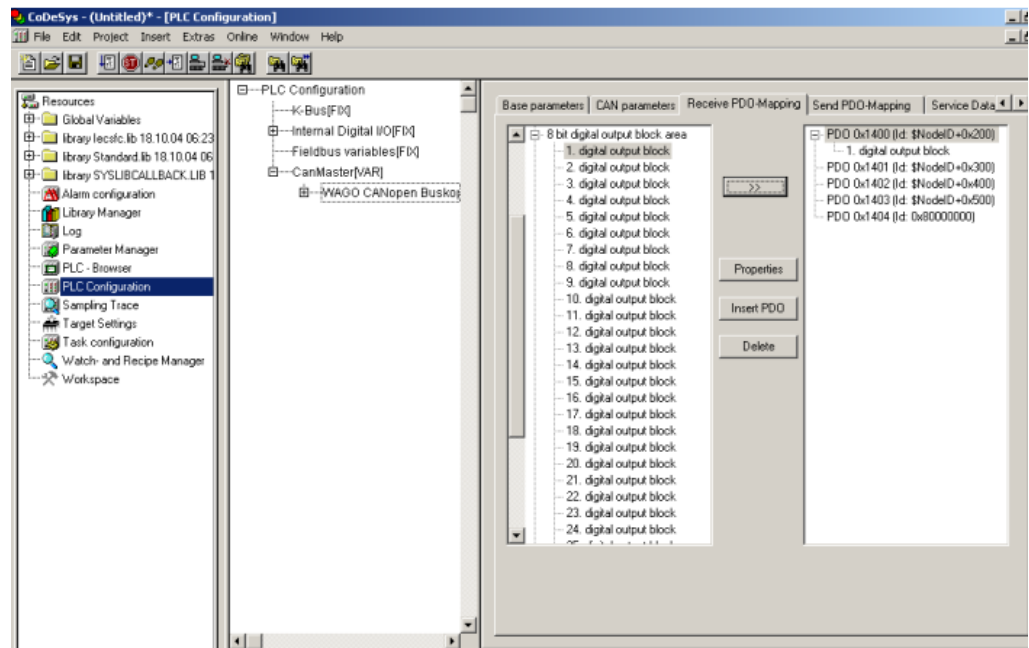 CoDeSys - (Untitled)* - [PLC Configuration]
File Edit Project Insert Extras Online Window Help
Resources
Global Variables
library Iecsfc.lib 18.10.04 06:23
library Standard.lib 18.10.04 06
library SYSLIBCALLBACK.LIB 1
Alarm configuration
Library Manager
Log
Parameter Manager
PLC - Browser
PLC Configuration
Sampling Trace
Target Settings
Task configuration
Watch- and Recipe Manager
Workspace
PLC Configuration
K-Bus[FIX]
Internal Digital I/O[FIX]
Fieldbus variables[FIX]
CanMaster[VAR]
WAGO CANopen Buskop
Base parameters CAN parameters Receive PDO-Mapping Send PDO-Mapping Service Data
8 bit digital output block area
1. digital output block
2. digital output block
3. digital output block
4. digital output block
5. digital output block
6. digital output block
7. digital output block
8. digital output block
9. digital output block
10. digital output block
11. digital output block
12. digital output block
13. digital output block
14. digital output block
15. digital output block
16. digital output block
17. digital output block
18. digital output block
19. digital output block
20. digital output block
21. digital output block
22. digital output block
23. digital output block
24. digital output block
>>
Properties
Insert PDO
Delete
PDO 0x1400 (Id: $NodeID+0x200)
1. digital output block
PDO 0x1401 (Id: $NodeID+0x300)
PDO 0x1402 (Id: $NodeID+0x400)
PDO 0x1403 (Id: $NodeID+0x500)
PDO 0x1404 (Id: 0x80000000)